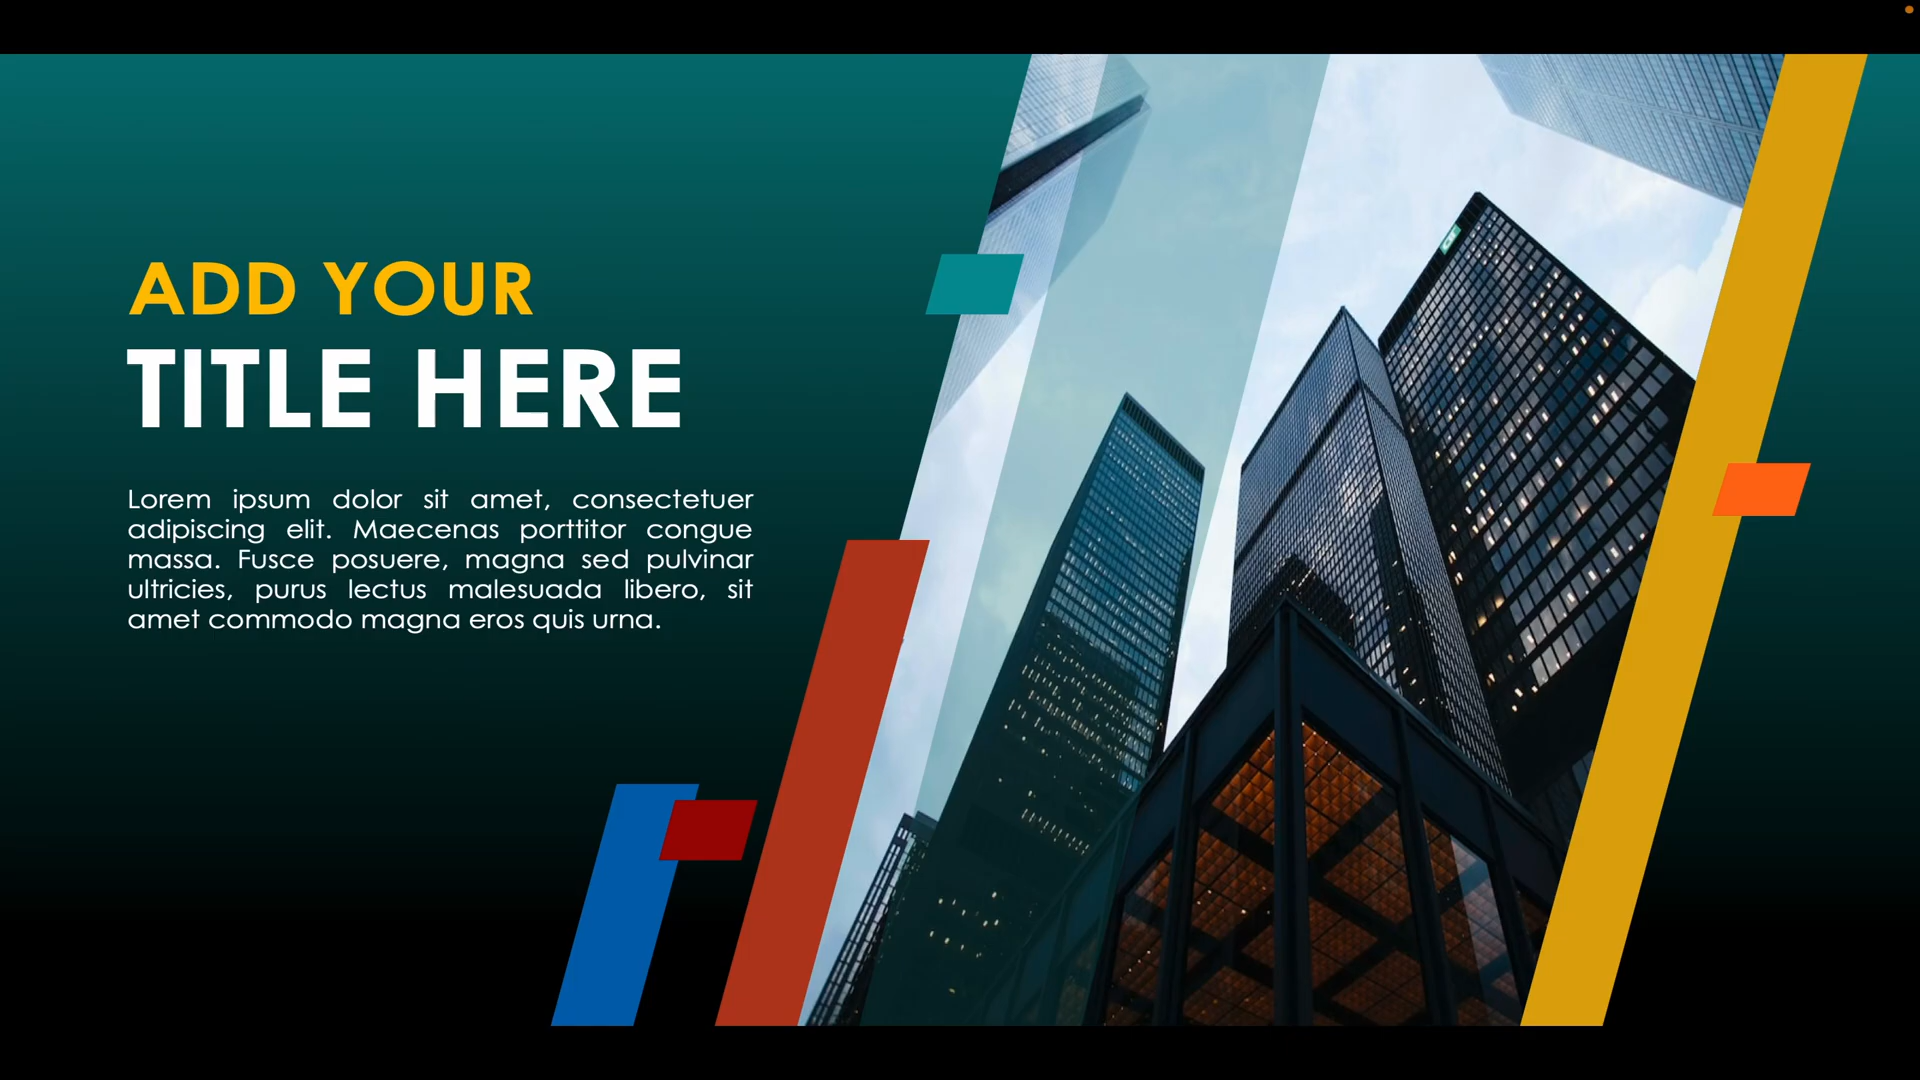 ADD YOUR
TITLE HERE
Lorem ipsum dolor sit amet, consectetuer
adipiscing elit. Maecenas porttitor congue
massa. Fusce posuere, magna sed pulvinar
ultricies, purus lectus malesuada libero, sit
amet commodo magna eros quis urna.